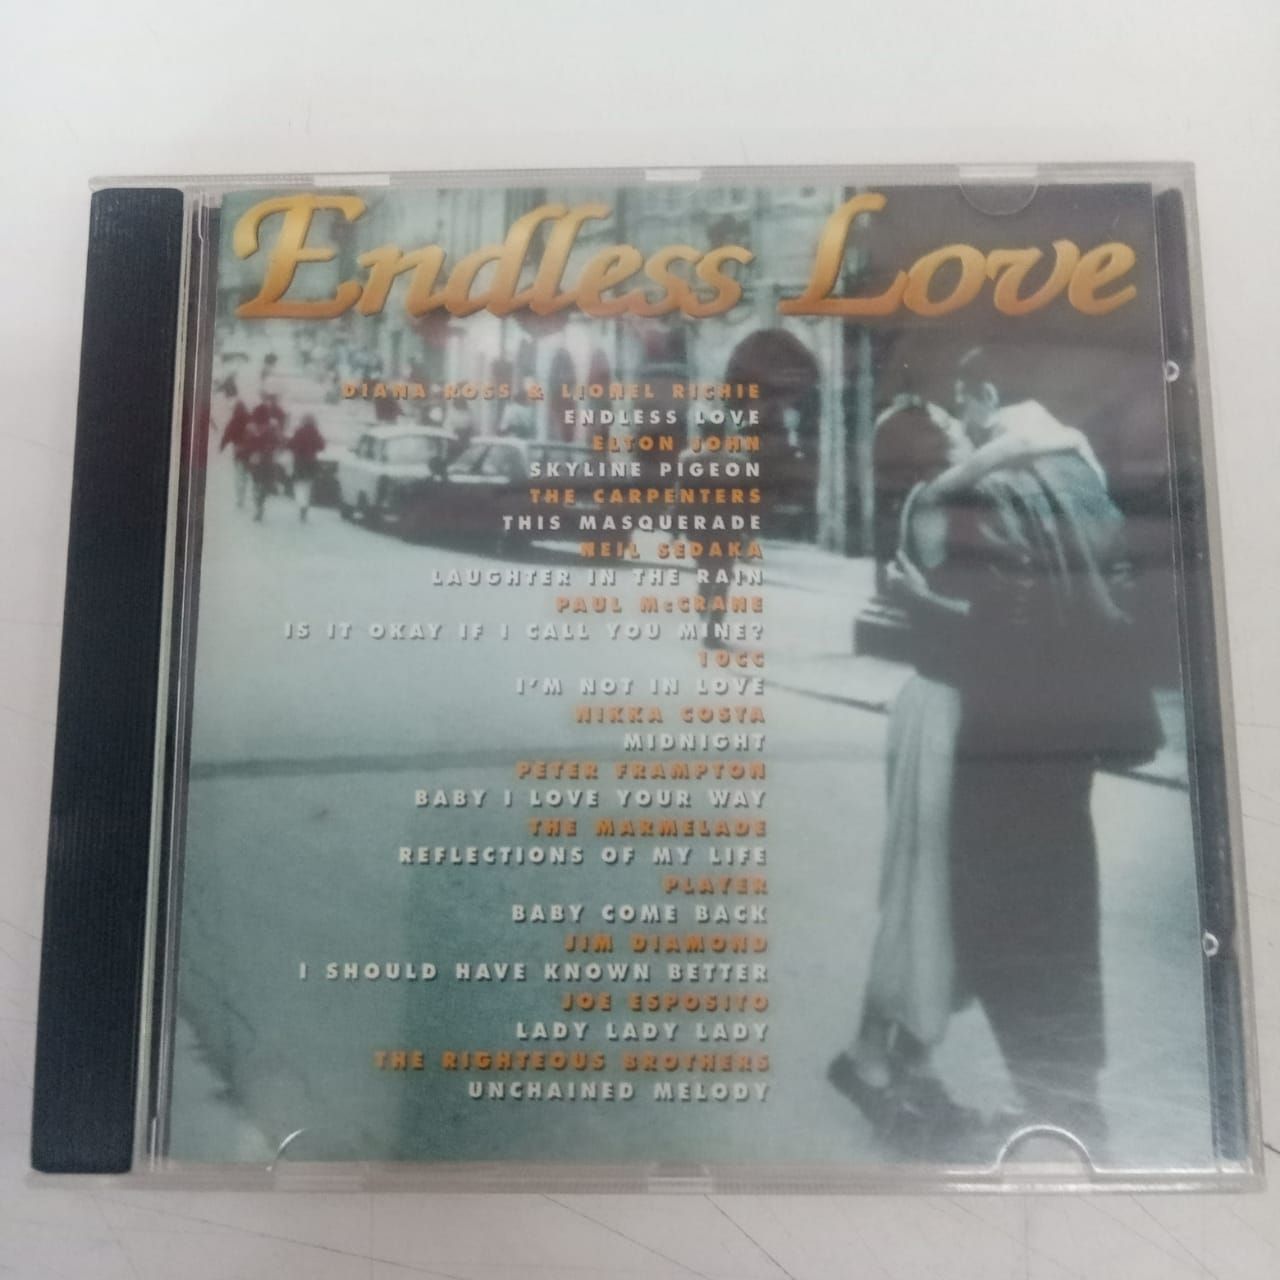 Endless Love
DIANA ROSS & LIONEL RICHIE
ENDLESS LOVE
ELTON JOHN
SKYLINE PIGEON
THE CARPENTERS
THIS MASQUERADE
NEIL SEDAKA
LAUGHTER IN THE RAIN
PAUL McCRANE
IS IT OKAY IF I CALL YOU MINE?
10CC
I'M NOT IN LOVE
NIKKA COSTA
MIDNIGHT
PETER FRAMPTON
BABY I LOVE YOUR WAY
THE MARMELADE
REFLECTIONS OF MY LIFE
PLAYER
BABY COME BACK
JIM DIAMOND
I SHOULD HAVE KNOWN BETTER
JOE ESPOSITO
LADY LADY LADY
THE RIGHTEOUS BROTHERS
UNCHAINED MELODY